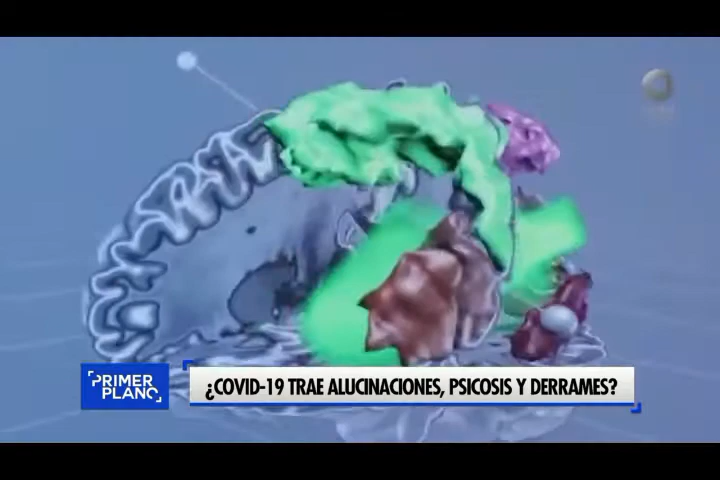 PRIMER
PLANO
¿COVID-19 TRAE ALUCINACIONES, PSICOSIS Y DERRAMES?